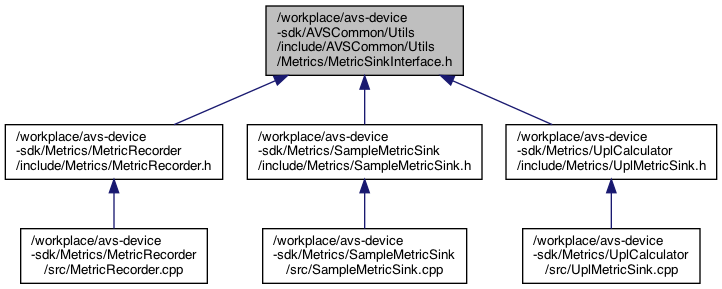 /workplace/avs-device
-sdk/AVSCommon/Utils
/include/AVSCommon/Utils
/Metrics/MetricSinkInterface.h
/workplace/avs-device
-sdk/Metrics/MetricRecorder
/include/Metrics/MetricRecorder.h
/workplace/avs-device
-sdk/Metrics/SampleMetricSink
/include/Metrics/SampleMetricSink.h
/workplace/avs-device
-sdk/Metrics/UplCalculator
/include/Metrics/UplMetricSink.h
/workplace/avs-device
-sdk/Metrics/MetricRecorder
/src/MetricRecorder.cpp
/workplace/avs-device
-sdk/Metrics/SampleMetricSink
/src/SampleMetricSink.cpp
/workplace/avs-device
-sdk/Metrics/UplCalculator
/src/UplMetricSink.cpp